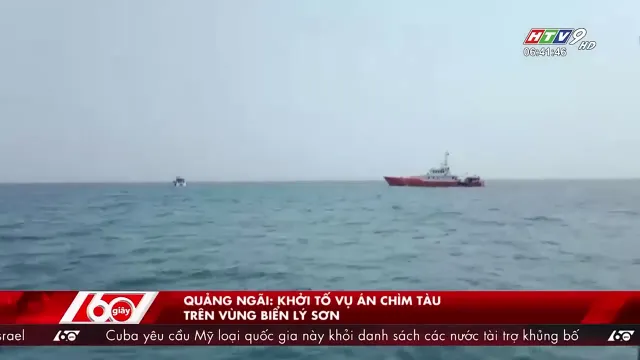 HTV9 HD
06:41:46
60 giây
QUẢNG NGÃI: KHỞI TỐ VỤ ÁN CHÌM TÀU
TRÊN VÙNG BIỂN LÝ SƠN
srael 60 Cuba yêu cầu Mỹ loại quốc gia này khỏi danh sách các nước tài trợ khủng bố 60